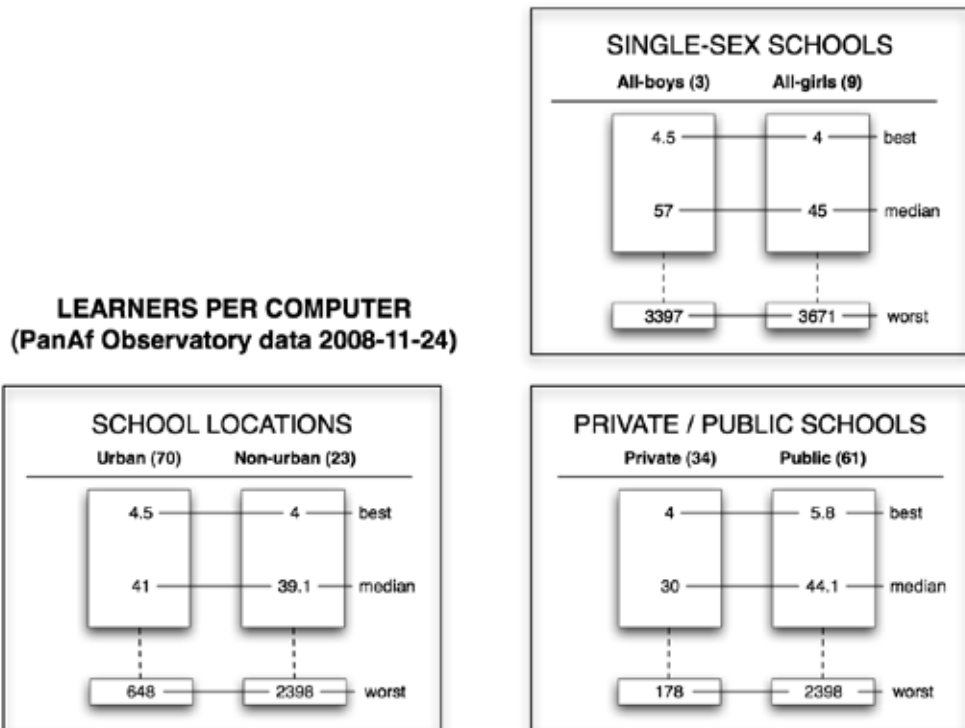 SINGLE-SEX SCHOOLS
All-boys (3) All-girls (9)
4.5 4 best
57 45 median
3397 3671 worst
LEARNERS PER COMPUTER
(PanAf Observatory data 2008-11-24)
SCHOOL LOCATIONS
Urban (70) Non-urban (23)
4.5 4 best
41 39.1 median
648 2398 worst
PRIVATE / PUBLIC SCHOOLS
Private (34) Public (61)
4 5.8 best
30 44.1 median
178 2398 worst